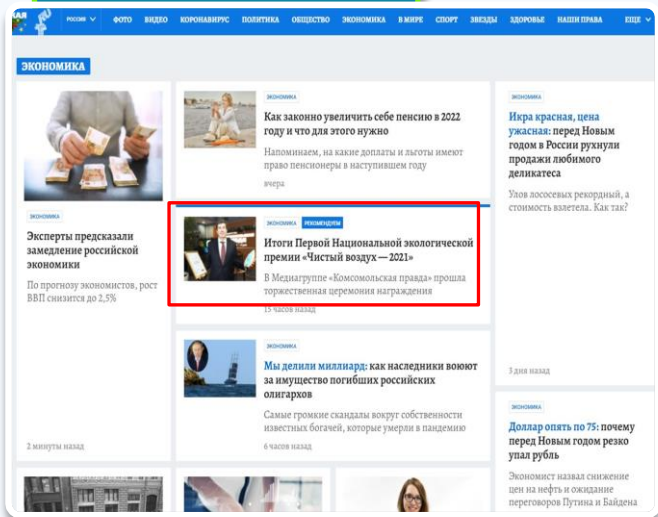 КАЯ
РОССИЯ
ФОТО
ВИДЕО
КОРОНАВИРУС
ПОЛИТИКА
ОБЩЕСТВО
ЭКОНОМИКА
В МИРЕ
СПОРТ
ЗВЕЗДЫ
ЗДОРОВЬЕ
НАШИ ПРАВА
ЕЩЕ
ЭКОНОМИКА
ЭКОНОМИКА
Эксперты предсказали
замедление российской
экономики
По прогнозу экономистов, рост
ВВП снизится до 2,5%
2 минуты назад
ЭКОНОМИКА
Как законно увеличить себе пенсию в 2022
году и что для этого нужно
Напоминаем, на какие доплаты и льготы имеют
право пенсионеры в наступившем году
вчера
ЭКОНОМИКА РЕКОМЕНДУЕМ
Итоги Первой Национальной экологической
премии «Чистый воздух — 2021»
В Медиагруппе «Комсомольская правда» прошла
торжественная церемония награждения
15 часов назад
ЭКОНОМИКА
Мы делили миллиард: как наследники воюют
за имущество погибших российских
олигархов
Самые громкие скандалы вокруг собственности
известных богачей, которые умерли в пандемию
6 часов назад
ЭКОНОМИКА
Икра красная, цена
ужасная: перед Новым
годом в России рухнули
продажи любимого
деликатеса
Улов лососевых рекордный, а
стоимость взлетела. Как так?
3 дня назад
ЭКОНОМИКА
Доллар опять по 75: почему
перед Новым годом резко
упал рубль
Экономист назвал снижение
цен на нефть и ожидание
переговоров Путина и Байдена